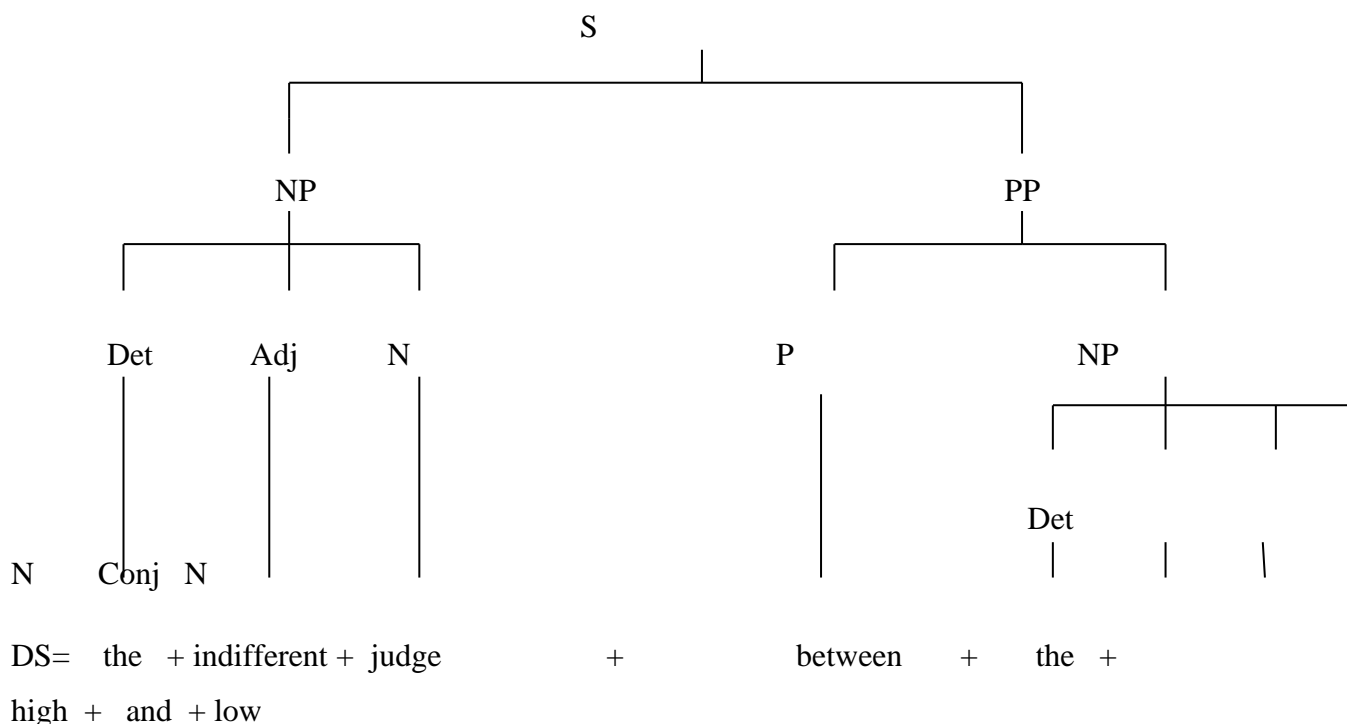 S
NP PP
Det Adj N P NP
Det
N Conj N
DS= the + indifferent + judge + between + the +
high + and + low